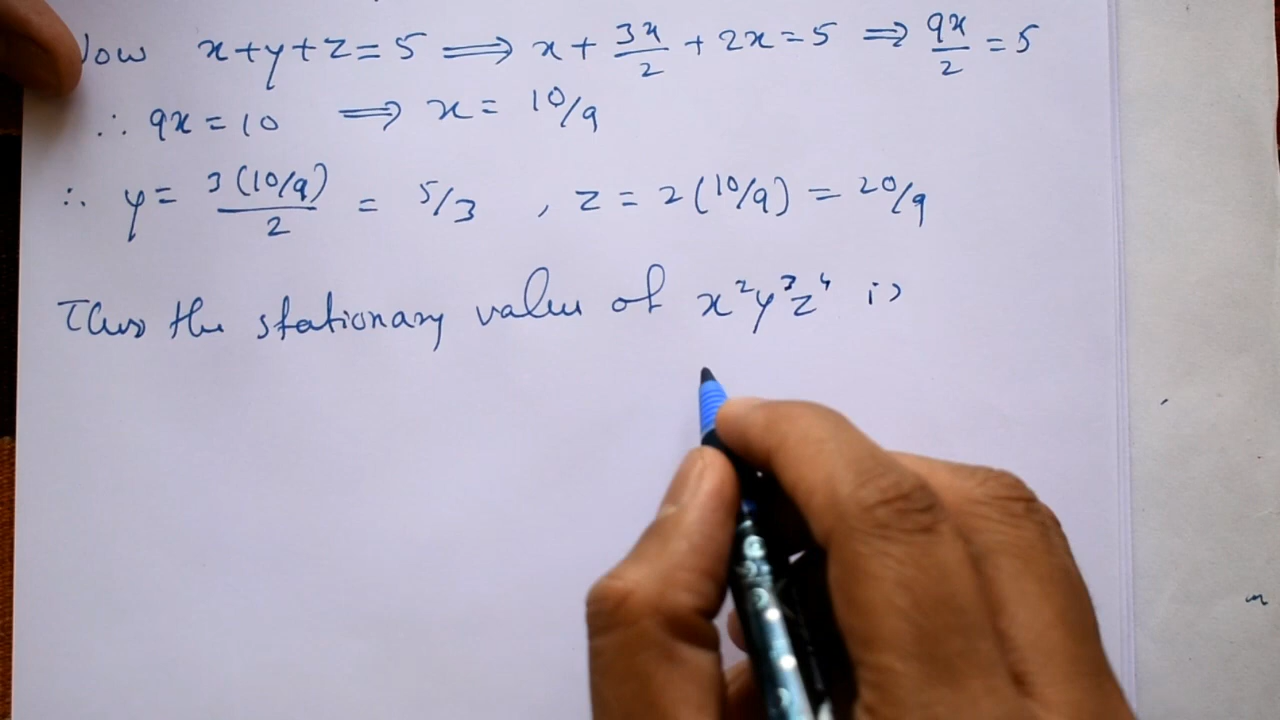 Now x+y+z=5 ⟹ x + 3x/2 + 2x=5 ⟹ 9x/2 = 5
∴ 9x=10 ⟹ x = 10/9
∴ y= 3(10/9)/2 = 5/3 , z = 2(10/9) = 20/9
Thus the stationary value of x²y³z⁴ is